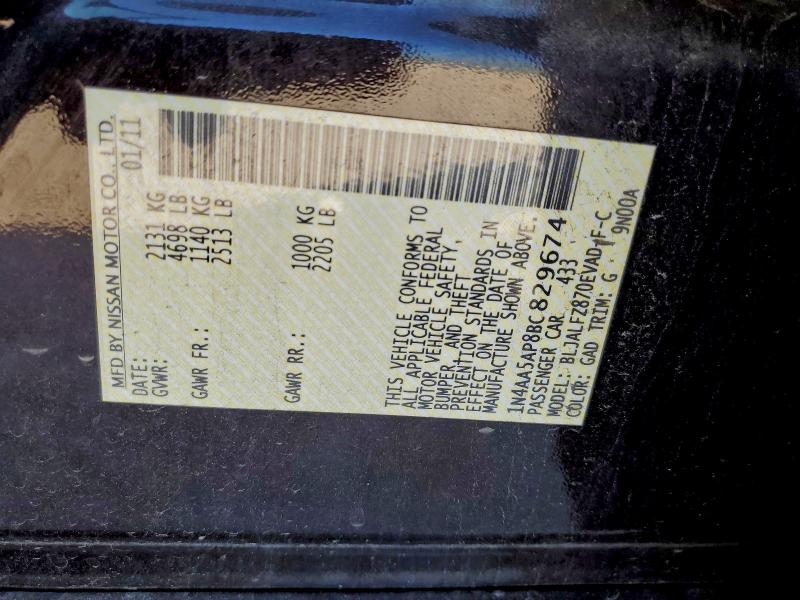 MFD BY NISSAN MOTOR CO., LTD.
DATE: 01/11
GVWR: 2131 KG
4698 LB
GAWR FR.: 1140 KG
2513 LB
GAWR RR.: 1000 KG
2205 LB
THIS VEHICLE CONFORMS TO
ALL APPLICABLE FEDERAL
MOTOR VEHICLE SAFETY,
BUMPER, AND THEFT
PREVENTION STANDARDS IN
EFFECT ON THE DATE OF
MANUFACTURE SHOWN ABOVE.
1N4AA5AP8BC829674
PASSENGER CAR 433
MODEL: BLJALFZ870EVADYF-C
COLOR: GAD TRIM: G 9N00A